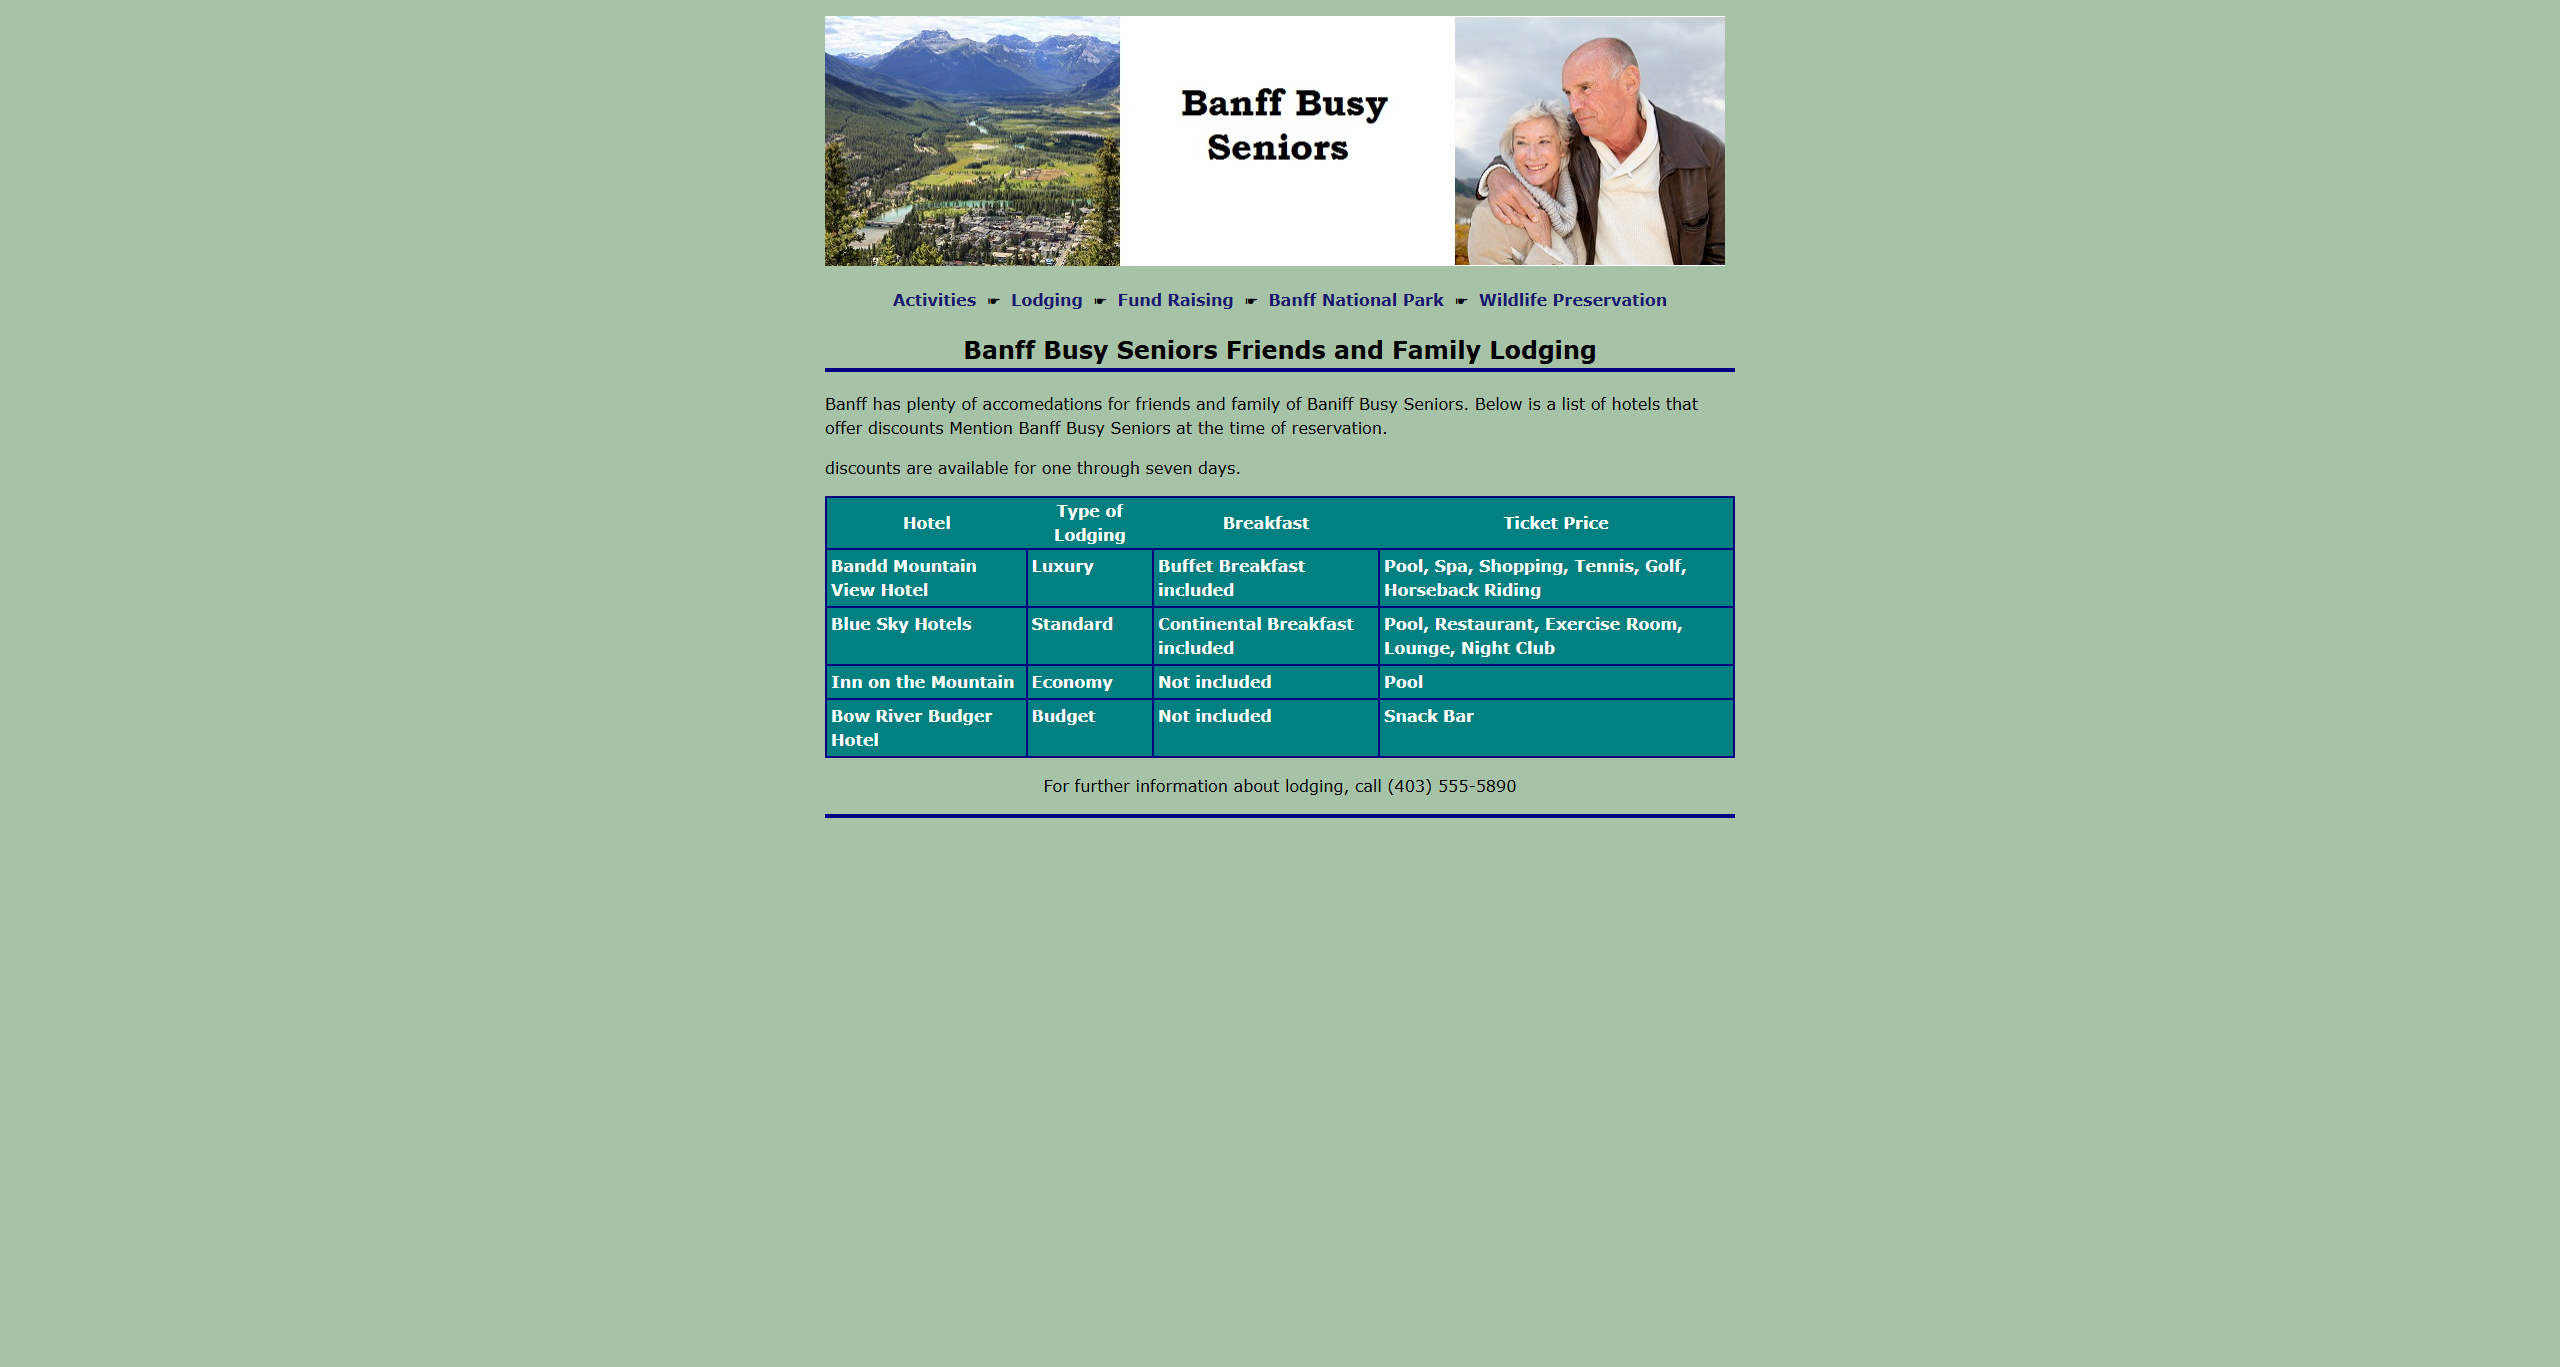 Banff Busy
Seniors
Activities ☛ Lodging ☛ Fund Raising ☛ Banff National Park ☛ Wildlife Preservation
Banff Busy Seniors Friends and Family Lodging
Banff has plenty of accomedations for friends and family of Baniff Busy Seniors. Below is a list of hotels that
offer discounts Mention Banff Busy Seniors at the time of reservation.
discounts are available for one through seven days.
Hotel Type of Lodging Breakfast Ticket Price
Bandd Mountain View Hotel Luxury Buffet Breakfast included Pool, Spa, Shopping, Tennis, Golf, Horseback Riding
Blue Sky Hotels Standard Continental Breakfast included Pool, Restaurant, Exercise Room, Lounge, Night Club
Inn on the Mountain Economy Not included Pool
Bow River Budger Hotel Budget Not included Snack Bar
For further information about lodging, call (403) 555-5890